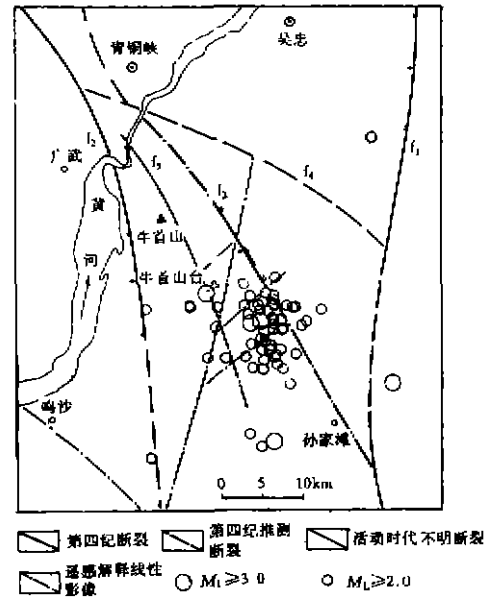 青铜峡
吴忠
f₂
广武
f₅
f₃
f₄
f₁
黄
河
牛首山
牛首山台
鸣沙
孙家滩
0 5 10km
第四纪断裂
第四纪推测
断裂
活动时代不明断裂
遥感解释线性
影像
M_L≥3.0
M_L≥2.0